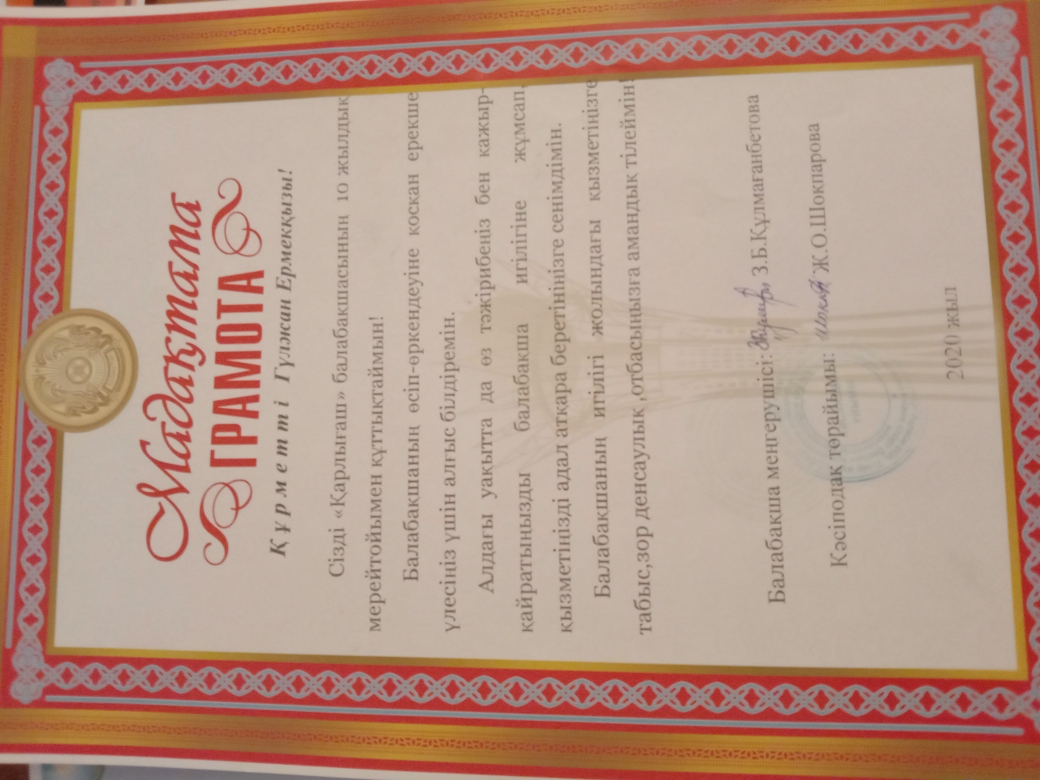 Мадақтама
ГРАМОТА
Құрметті Гүлжан Ермекқызы!
Сізді «Қарлығаш» балабақшасының 10 жылдық
мерейтойымен құттықтаймын!
Балабақшаның өсіп-өркендеуіне қосқан ерекше
үлесіңіз үшін алғыс білдіремін.
Алдағы уақытта да өз тәжірибеңіз бен қажыр-
қайратыңызды балабақша игілігіне жұмсап,
қызметіңізді адал атқара беретініңізге сенімдімін.
Балабақшаның игілігі жолындағы қызметіңізге
табыс,зор денсаулық ,отбасыңызға амандық тілеймін!
Балабақша меңгерушісі: З.Б.Құлмағанбетова
Кәсіподақ төрайымы: Ж.О.Шокпарова
2020 жыл